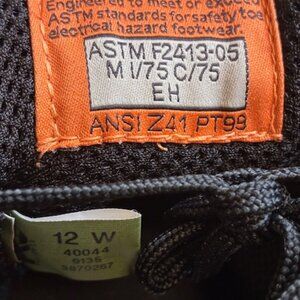 Engineered to meet or exceed
ASTM standards for safety toe
electrical hazard footwear.
ASTM F2413-05
M I/75 C/75
EH
ANSI Z41 PT99
12 W
40044
9135
3870257